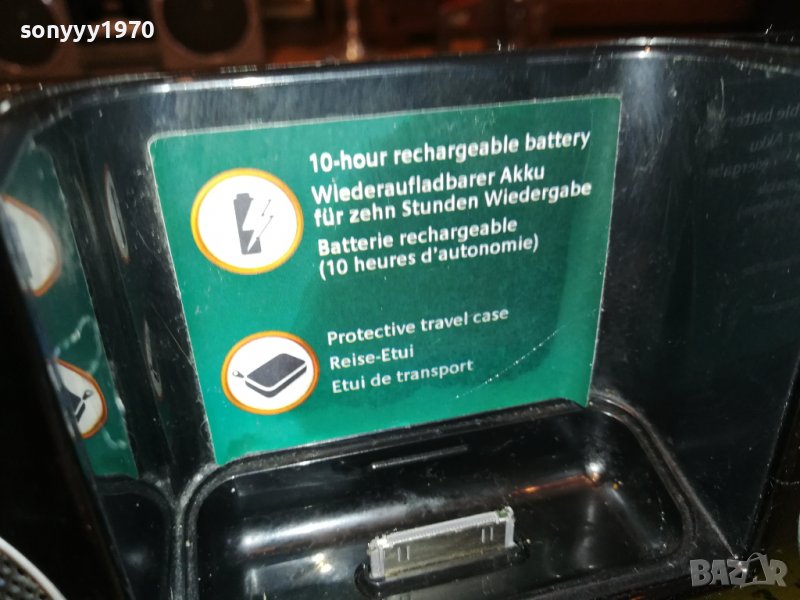 sonyyy1970
10-hour rechargeable battery
Wiederaufladbarer Akku
für zehn Stunden Wiedergabe
Batterie rechargeable
(10 heures d'autonomie)
Protective travel case
Reise-Etui
Etui de transport
BAZAR